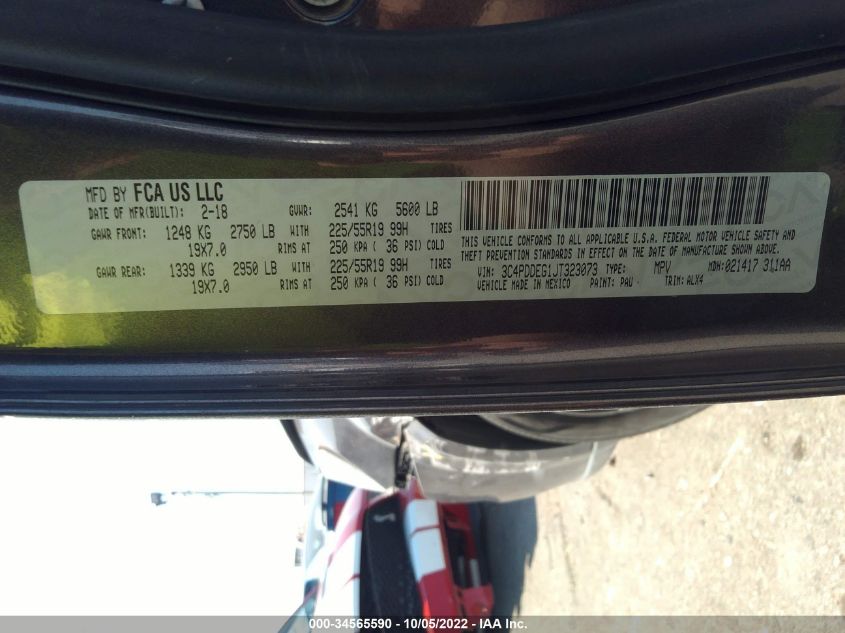 MFD BY FCA US LLC
DATE OF MFR(BUILT): 2-18 GVWR: 2541 KG 5600 LB
GAWR FRONT: 1248 KG 2750 LB WITH 225/55R19 99H TIRES
19X7.0 RIMS AT 250 KPA ( 36 PSI) COLD
GAWR REAR: 1339 KG 2950 LB WITH 225/55R19 99H TIRES
19X7.0 RIMS AT 250 KPA ( 36 PSI) COLD
THIS VEHICLE CONFORMS TO ALL APPLICABLE U.S.A. FEDERAL MOTOR VEHICLE SAFETY AND
THEFT PREVENTION STANDARDS IN EFFECT ON THE DATE OF MANUFACTURE SHOWN ABOVE.
VIN: 3C4PDDEG1JT323073 TYPE: MPV MDH: 021417 311AA
VEHICLE MADE IN MEXICO PAINT: PAU TRIM: ALX4
000-34565590 - 10/05/2022 - IAA Inc.